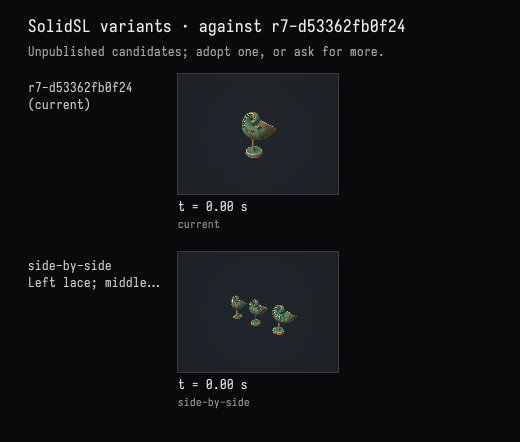 SolidSL variants · against r7-d53362fb0f24
Unpublished candidates; adopt one, or ask for more.
r7-d53362fb0f24
(current)
t = 0.00 s
current
side-by-side
Left lace; middle...
t = 0.00 s
side-by-side